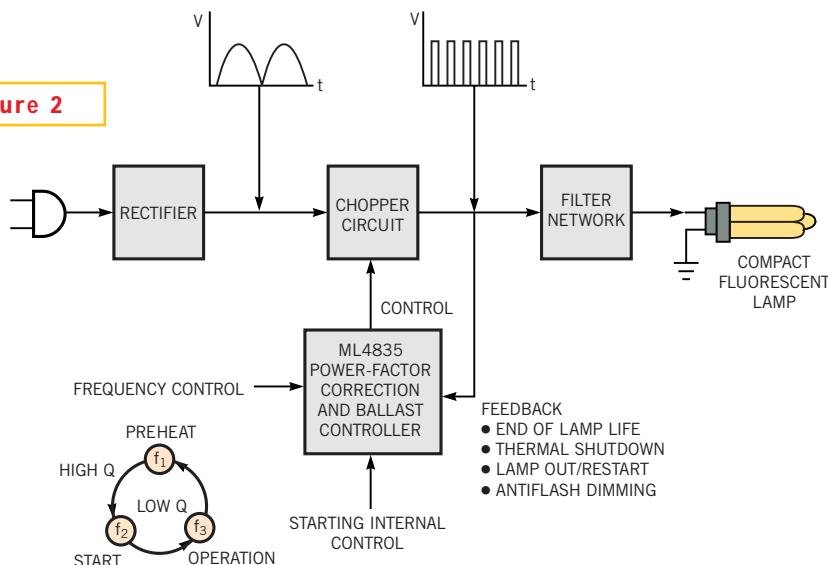 V
t
V
t
ure 2
RECTIFIER
CHOPPER
CIRCUIT
FILTER
NETWORK
COMPACT
FLUORESCENT
LAMP
CONTROL
ML4835
POWER-FACTOR
CORRECTION
AND BALLAST
CONTROLLER
FREQUENCY CONTROL
FEEDBACK
● END OF LAMP LIFE
● THERMAL SHUTDOWN
● LAMP OUT/RESTART
● ANTIFLASH DIMMING
PREHEAT
f1
HIGH Q
LOW Q
f2
f3
START
OPERATION
STARTING INTERNAL
CONTROL